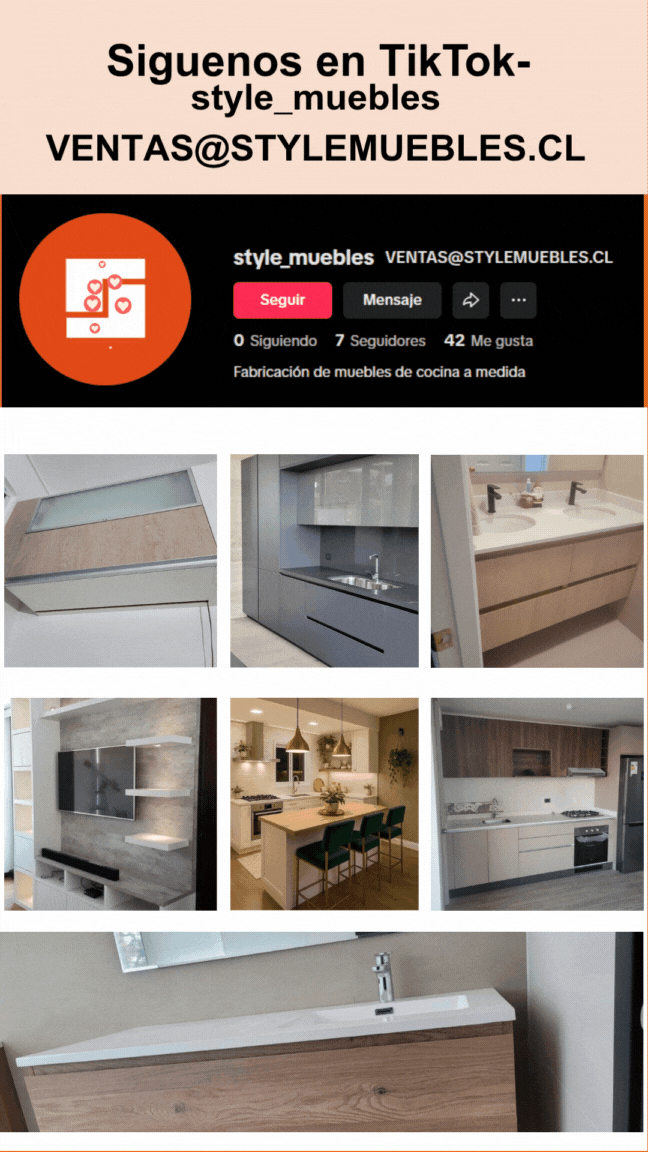 Siguenos en TikTok-
style_muebles
VENTAS@STYLEMUEBLES.CL
style_muebles VENTAS@STYLEMUEBLES.CL
Seguir Mensaje ...
0 Siguiendo 7 Seguidores 42 Me gusta
Fabricación de muebles de cocina a medida